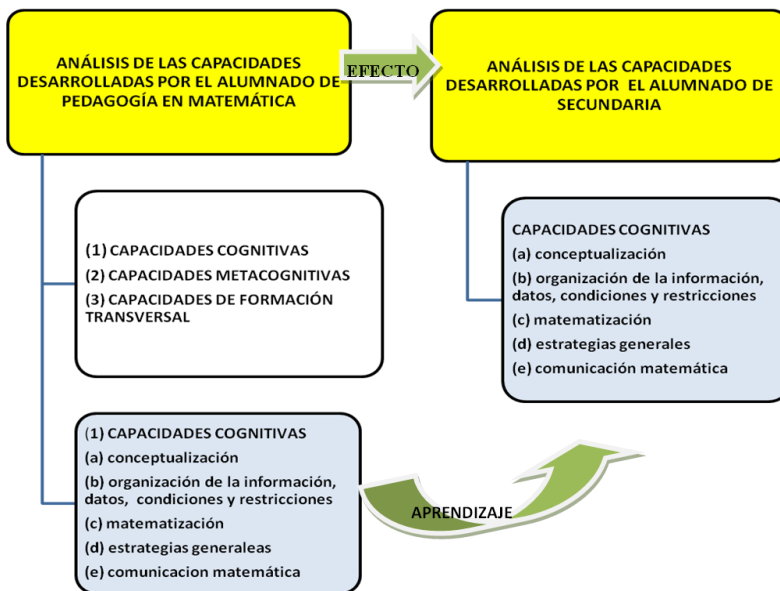 ANÁLISIS DE LAS CAPACIDADES
DESARROLLADAS POR EL ALUMNADO DE
PEDAGOGÍA EN MATEMÁTICA
EFECTO
ANÁLISIS DE LAS CAPACIDADES
DESARROLLADAS POR EL ALUMNADO DE
SECUNDARIA
(1) CAPACIDADES COGNITIVAS
(2) CAPACIDADES METACOGNITIVAS
(3) CAPACIDADES DE FORMACIÓN
TRANSVERSAL
CAPACIDADES COGNITIVAS
(a) conceptualización
(b) organización de la información,
datos, condiciones y restricciones
(c) matematización
(d) estrategias generales
(e) comunicación matemática
(1) CAPACIDADES COGNITIVAS
(a) conceptualización
(b) organización de la información,
datos, condiciones y restricciones
(c) matematización
(d) estrategias generaleas
(e) comunicacion matemática
APRENDIZAJE